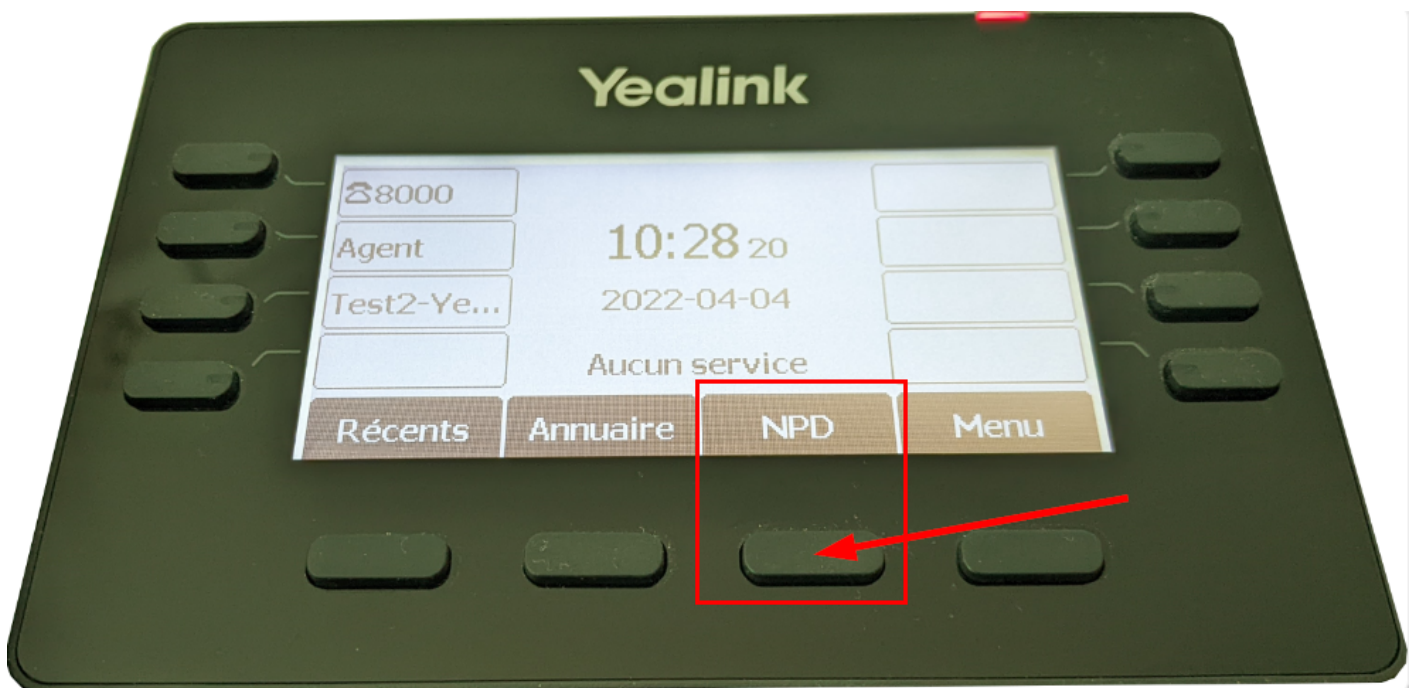 Yealink
8000
Agent
Test2-Ye...
10:28 20
2022-04-04
Aucun service
Récents
Annuaire
NPD
Menu